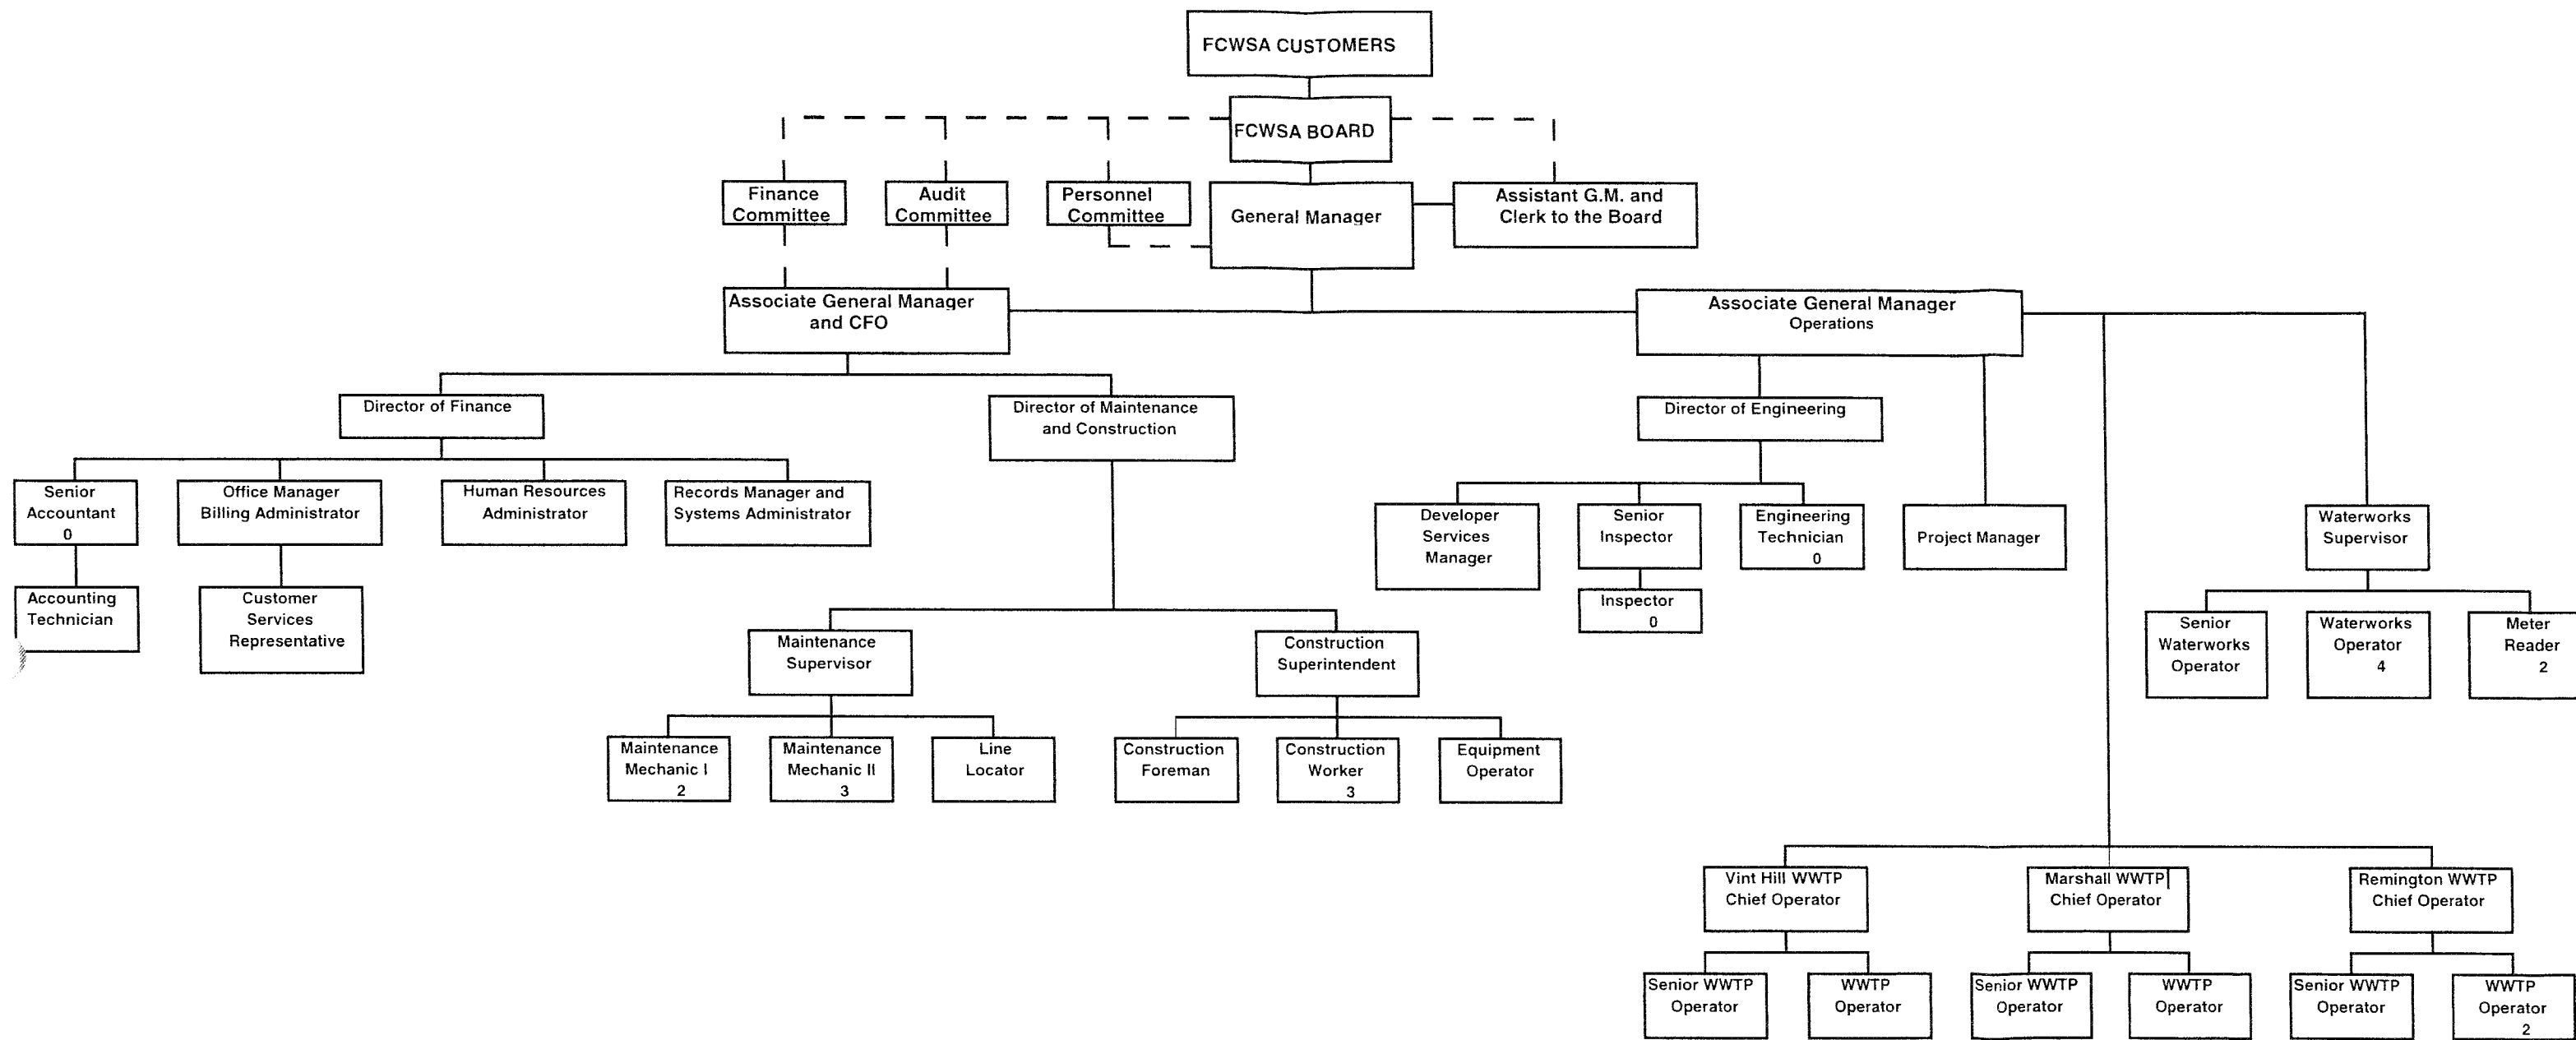 FCWSA CUSTOMERS
FCWSA BOARD
Finance
Committee
Audit
Committee
Personnel
Committee
General Manager
Assistant G.M. and
Clerk to the Board
Associate General Manager
and CFO
Associate General Manager
Operations
Director of Finance
Director of Maintenance
and Construction
Director of Engineering
Senior
Accountant
0
Office Manager
Billing Administrator
Human Resources
Administrator
Records Manager and
Systems Administrator
Developer
Services
Manager
Senior
Inspector
Engineering
Technician
0
Project Manager
Waterworks
Supervisor
Accounting
Technician
Customer
Services
Representative
Inspector
0
Senior
Waterworks
Operator
Waterworks
Operator
4
Meter
Reader
2
Maintenance
Supervisor
Construction
Superintendent
Maintenance
Mechanic I
2
Maintenance
Mechanic II
3
Line
Locator
Construction
Foreman
Construction
Worker
3
Equipment
Operator
Vint Hill WWTP
Chief Operator
Marshall WWTP
Chief Operator
Remington WWTP
Chief Operator
Senior WWTP
Operator
WWTP
Operator
Senior WWTP
Operator
WWTP
Operator
Senior WWTP
Operator
WWTP
Operator
2